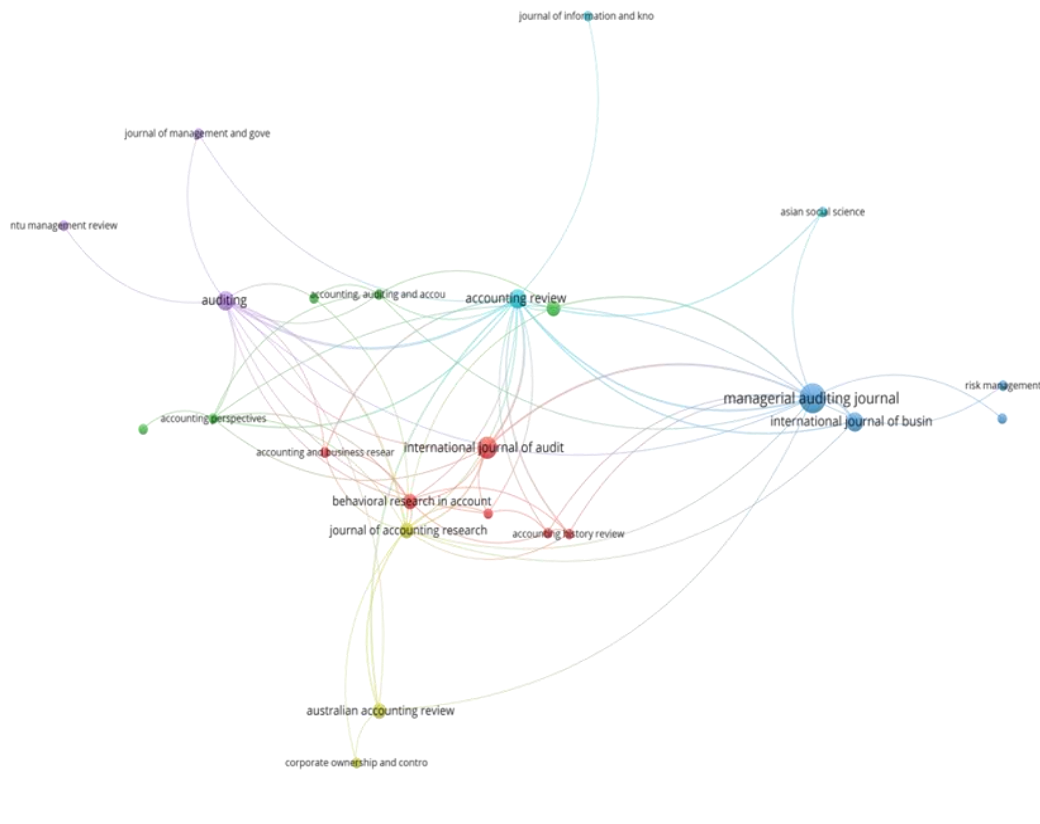 journal of information and kno
journal of management and gove
asian social science
ntu management review
accounting, auditing and accou
accounting review
auditing
risk management
managerial auditing journal
accounting perspectives
international journal of busin
international journal of audit
accounting and business resear
behavioral research in account
journal of accounting research
accounting history review
australian accounting review
corporate ownership and contro